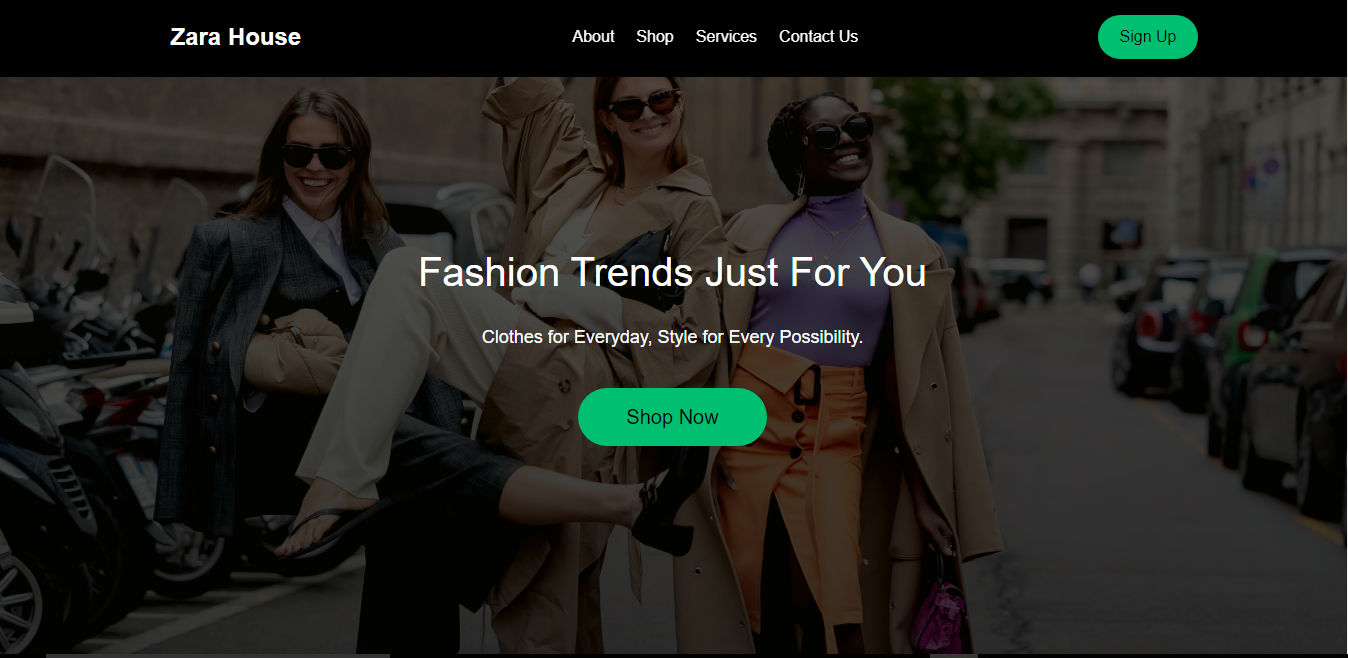 Zara House
About Shop Services Contact Us
Sign Up
Fashion Trends Just For You
Clothes for Everyday, Style for Every Possibility.
Shop Now